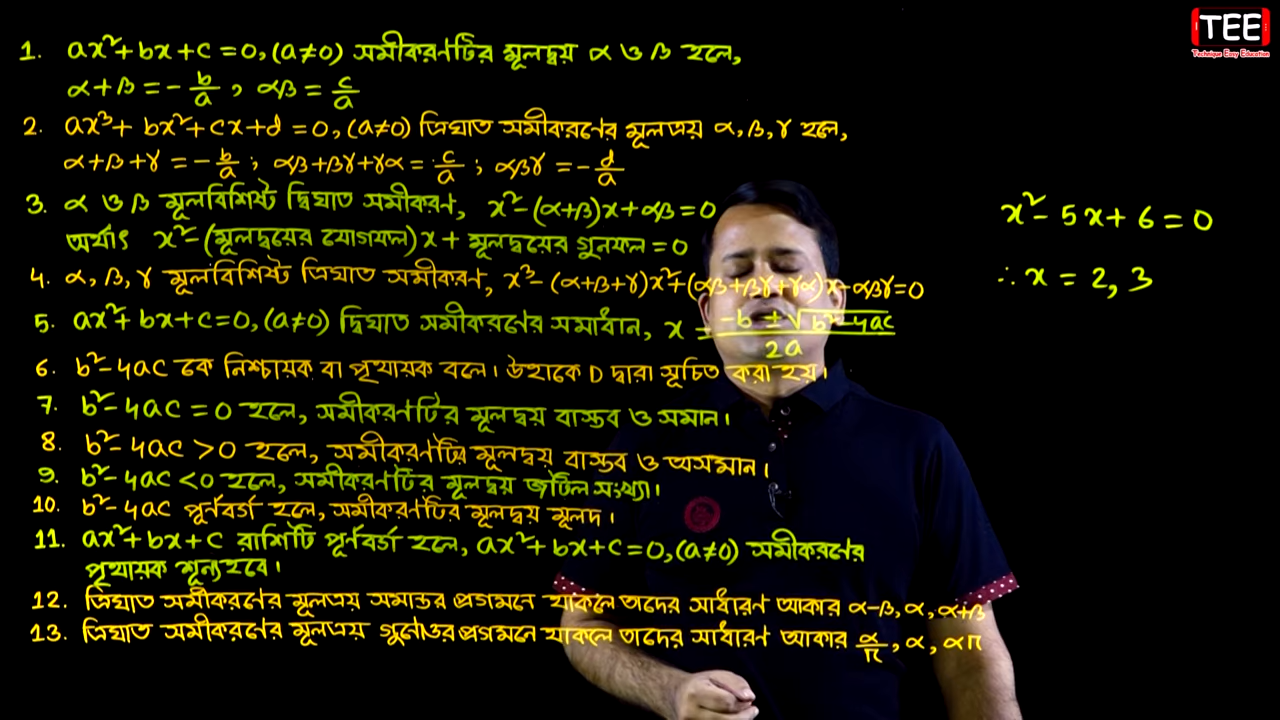 TEE
Technique Easy Education
1. ax²+bx+c=0,(a≠0) সমীকরণটির মূলদ্বয় α ও β হলে,
α+β=-b/a, αβ=c/a
2. ax³+bx²+cx+d=0,(a≠0) ত্রিঘাত সমীকরণের মূলত্রয় α,β,γ হলে,
α+β+γ=-b/a; αβ+βγ+γα=c/a; αβγ=-d/a
3. α ও β মূলবিশিষ্ট দ্বিঘাত সমীকরণ, x²-(α+β)x+αβ=0
অর্থাৎ x²-(মূলদ্বয়ের যোগফল)x+মূলদ্বয়ের গুনফল=0
4. α,β,γ মূলবিশিষ্ট ত্রিঘাত সমীকরণ, x³-(α+β+γ)x²+(αβ+βγ+γα)x-αβγ=0
5. ax²+bx+c=0,(a≠0) দ্বিঘাত সমীকরণের সমাধান, x=(-b±√(b²-4ac))/2a
6. b²-4ac কে নিশ্চায়ক বা পৃথায়ক বলে। উহাকে D দ্বারা সূচিত করা হয়।
7. b²-4ac=0 হলে, সমীকরণটির মূলদ্বয় বাস্তব ও সমান।
8. b²-4ac>0 হলে, সমীকরণটির মূলদ্বয় বাস্তব ও অসমান।
9. b²-4ac<0 হলে, সমীকরণটির মূলদ্বয় জটিল সংখ্যা।
10. b²-4ac পূর্নবর্গ হলে, সমীকরণটির মূলদ্বয় মূলদ।
11. ax²+bx+c রাশিটি পূর্নবর্গ হলে, ax²+bx+c=0,(a≠0) সমীকরণের
পৃথায়ক শূন্য হবে।
12. ত্রিঘাত সমীকরণের মূলত্রয় সমান্তর প্রগমনে থাকলে তাদের সাধারণ আকার α-β, α, α+β
13. ত্রিঘাত সমীকরণের মূলত্রয় গুনোত্তর প্রগমনে থাকলে তাদের সাধারণ আকার α/π, α, απ
x²-5x+6=0
∴x=2,3